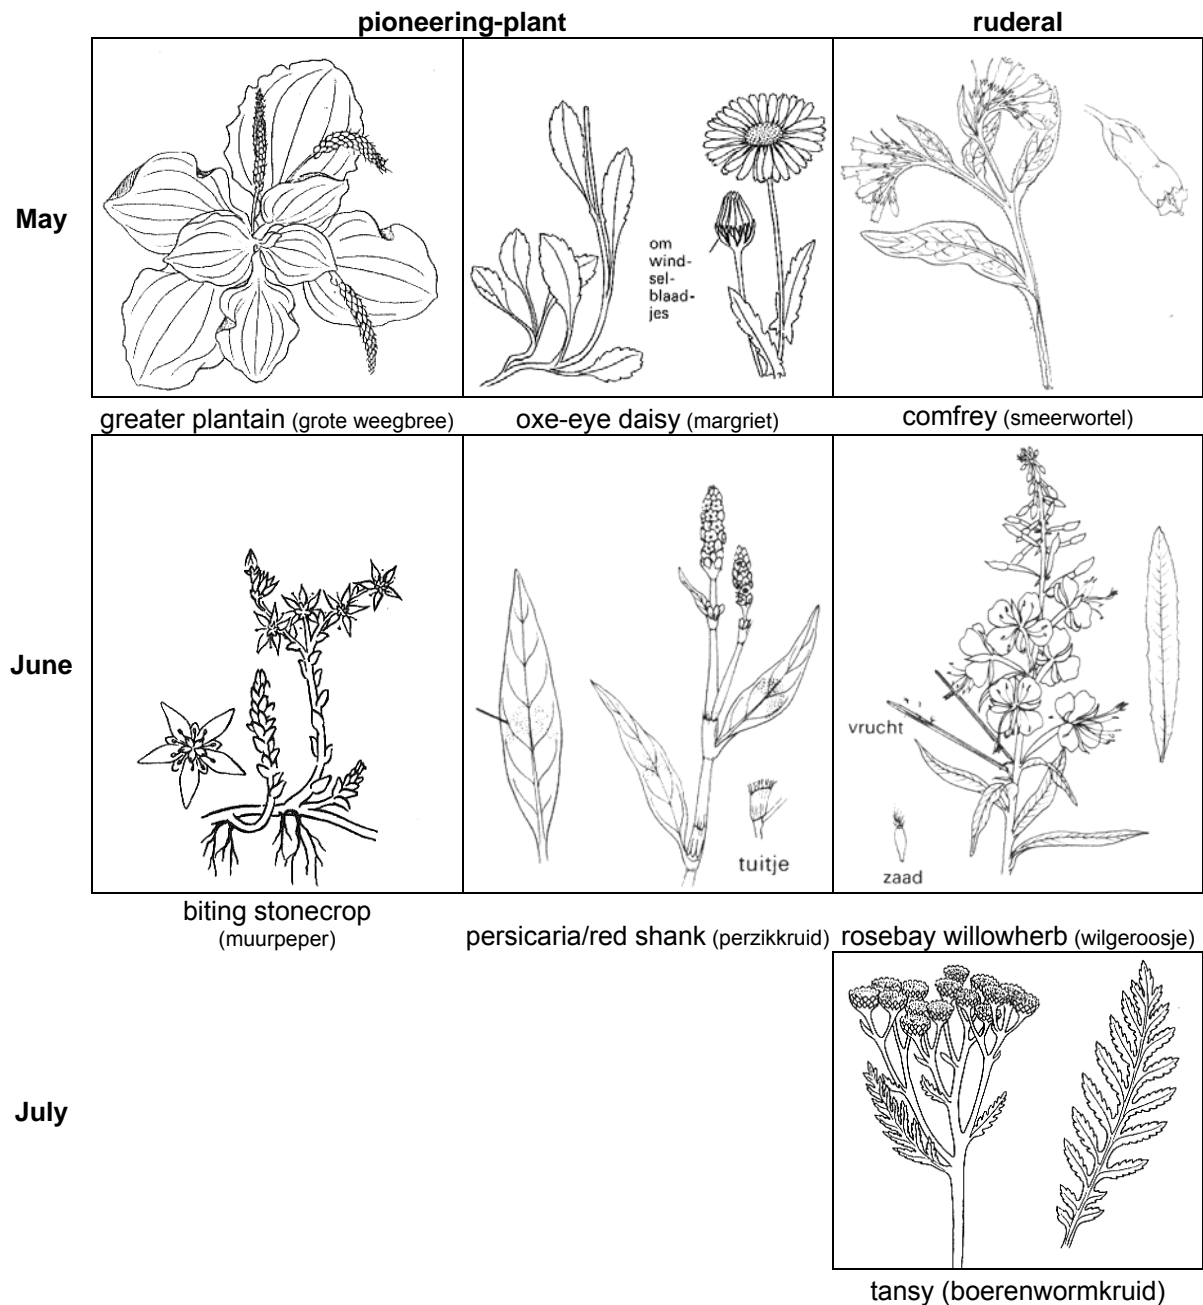 pioneering-plant ruderal
May
om
wind-
sel-
blaad-
jes
greater plantain (grote weegbree) oxe-eye daisy (margriet) comfrey (smeerwortel)
June
vrucht
tuitje
zaad
biting stonecrop
(muurpeper)
persicaria/red shank (perzikkruid) rosebay willowherb (wilgeroosje)
July
tansy (boerenwormkruid)